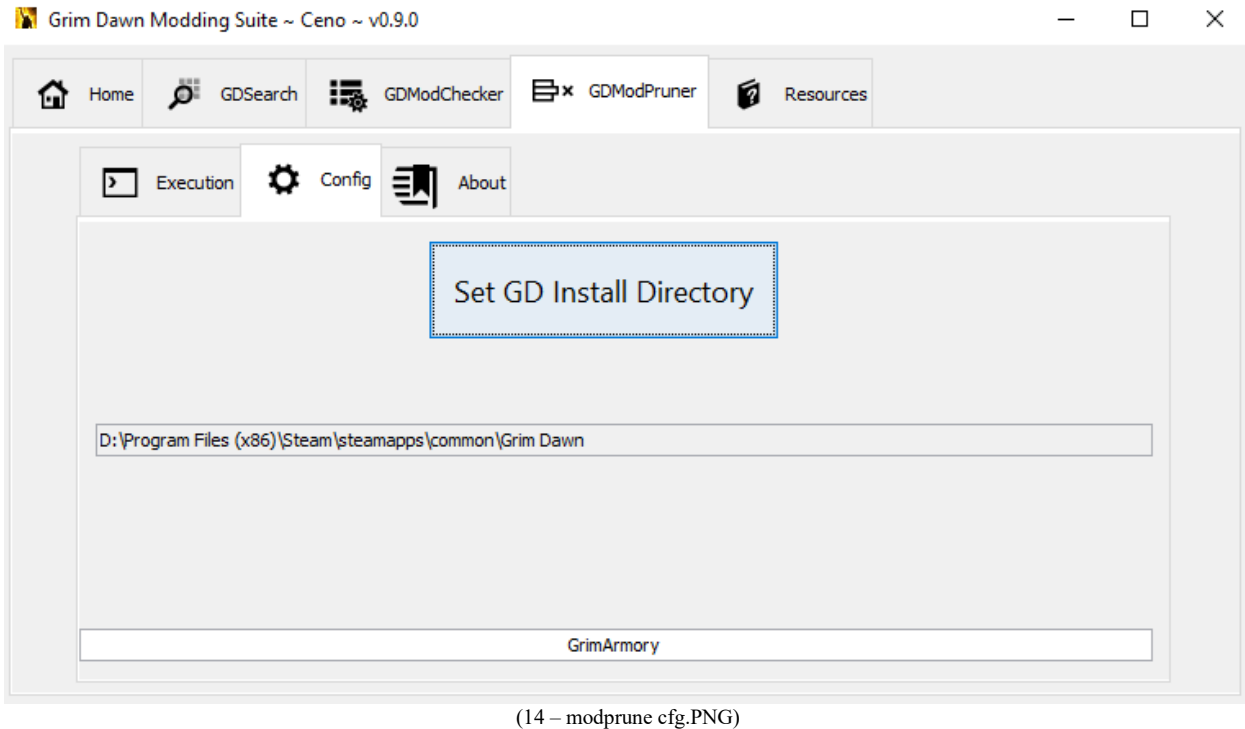 Grim Dawn Modding Suite ~ Ceno ~ v0.9.0
Home GDSearch GDModChecker GDModPruner Resources
Execution Config About
Set GD Install Directory
D:\Program Files (x86)\Steam\steamapps\common\Grim Dawn
GrimArmory
(14 – modprune cfg.PNG)